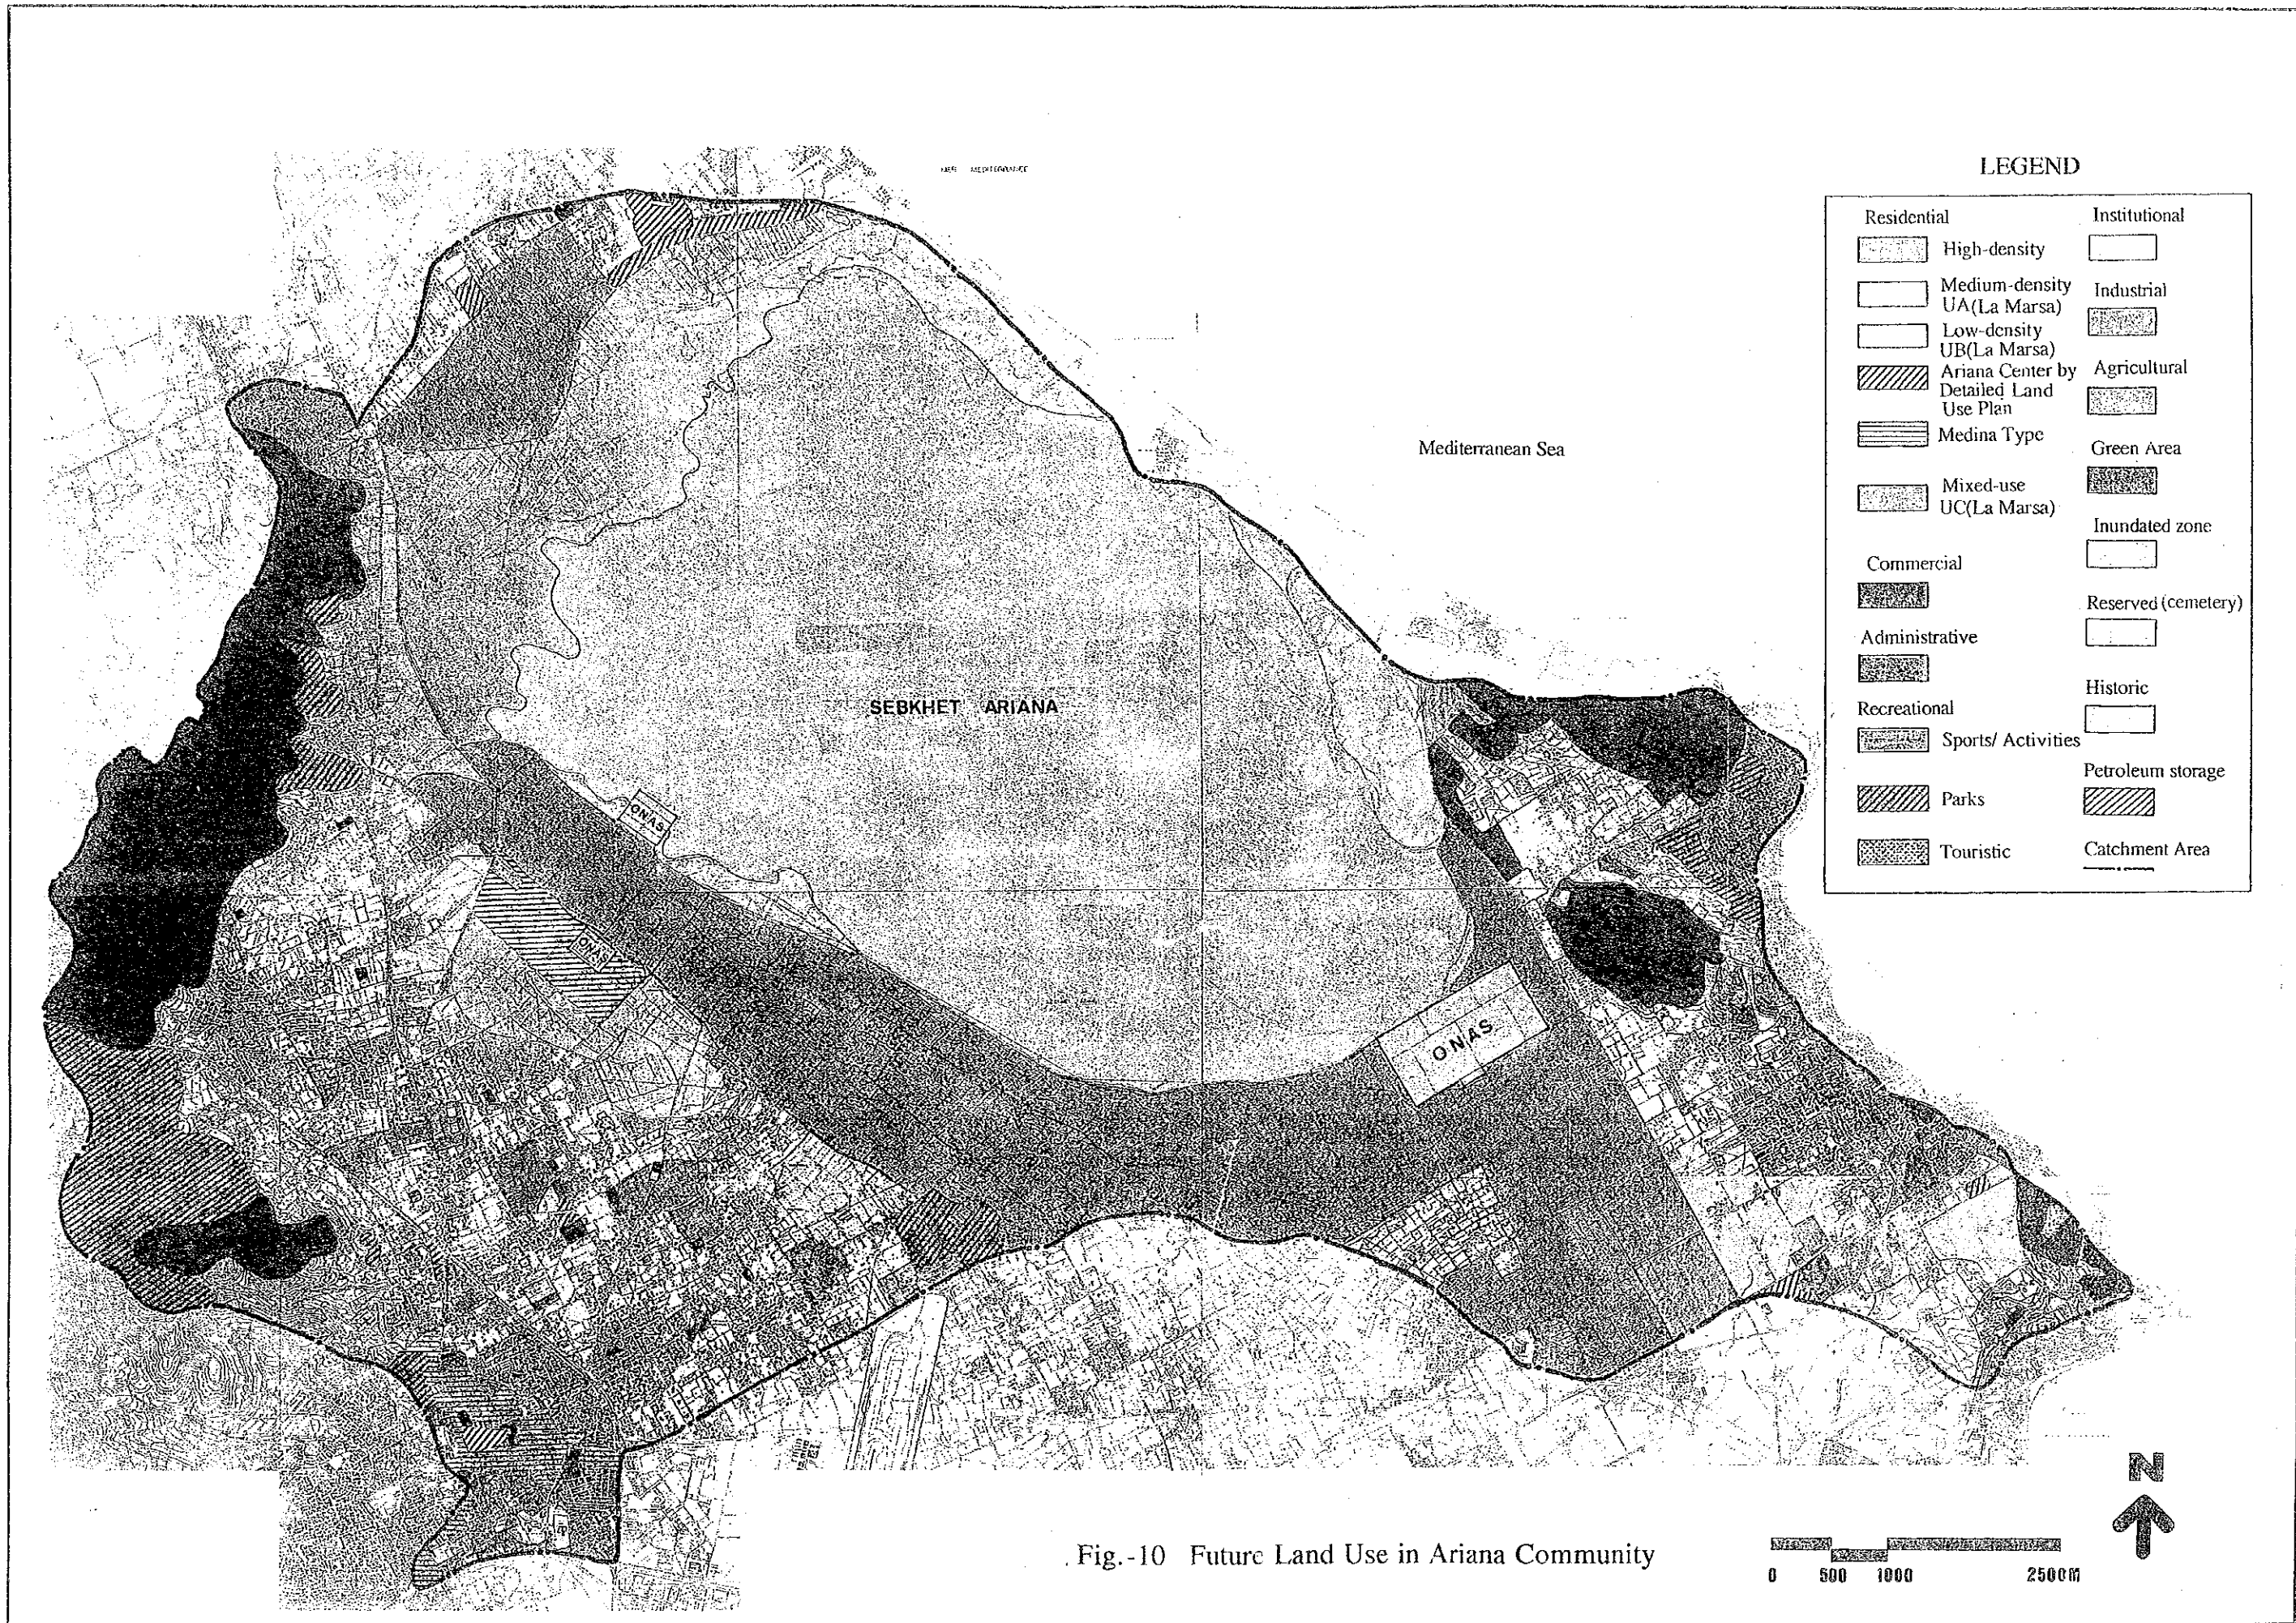 MER MEDITERRANEE
LEGEND
Residential
High-density
Medium-density
UA(La Marsa)
Low-density
UB(La Marsa)
Ariana Center by
Detailed Land
Use Plan
Medina Type
Mixed-use
UC(La Marsa)
Commercial
Administrative
Recreational
Sports/ Activities
Parks
Touristic
Institutional
Industrial
Agricultural
Green Area
Inundated zone
Reserved (cemetery)
Historic
Petroleum storage
Catchment Area
Mediterranean Sea
SEBKHET ARIANA
ONAS
ONAS
ONAS
N
Fig.-10 Future Land Use in Ariana Community
0 500 1000 2500M